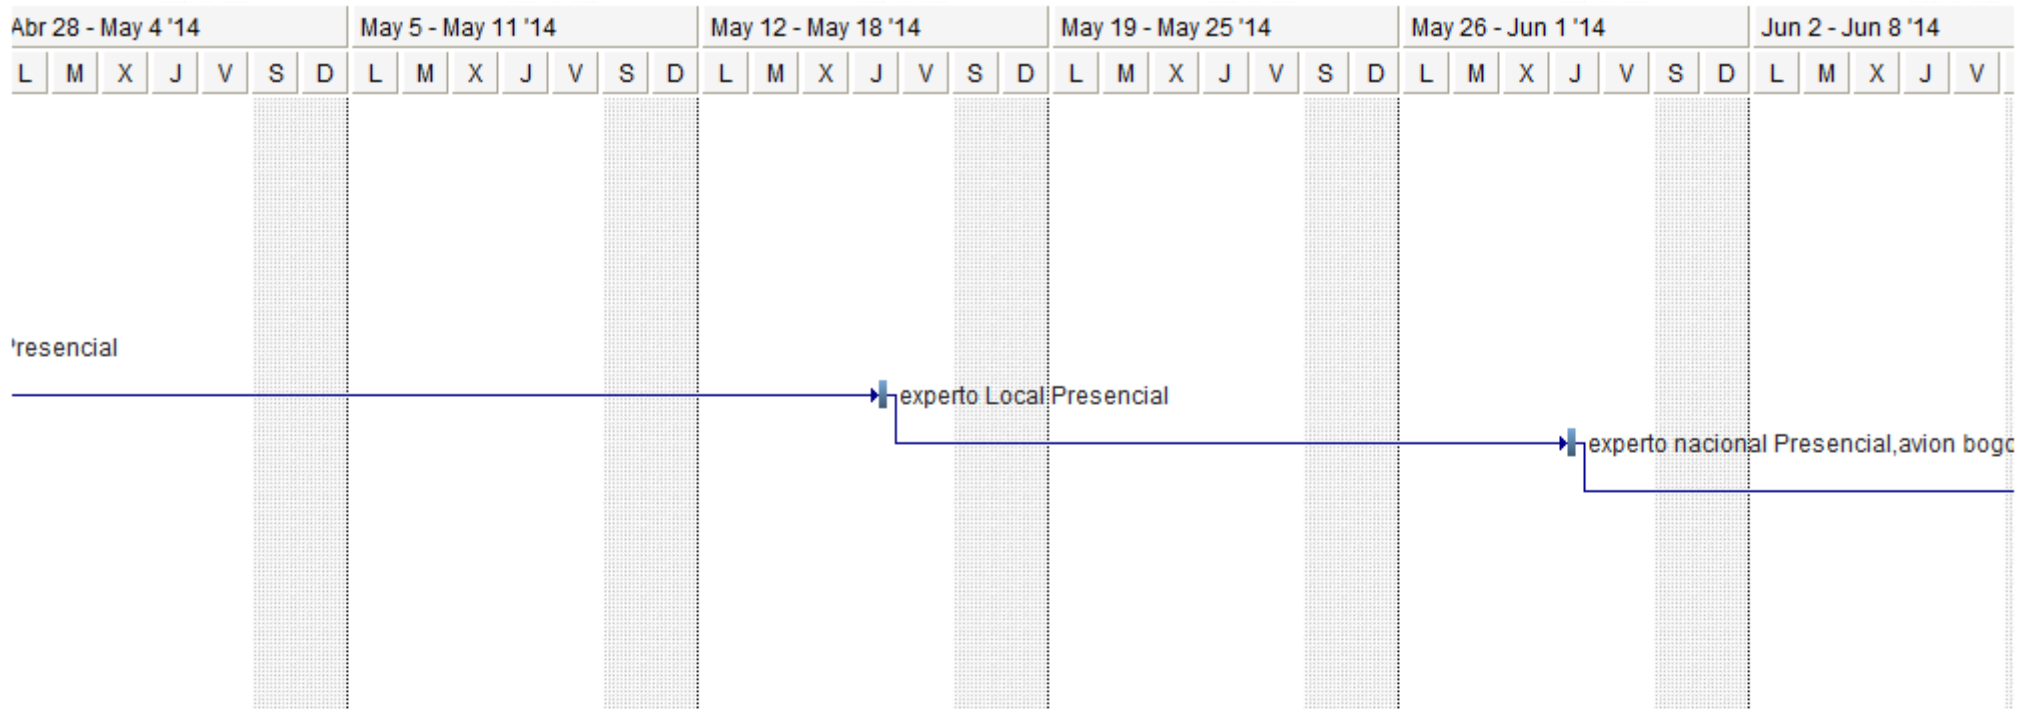 Abr 28 - May 4 '14 May 5 - May 11 '14 May 12 - May 18 '14 May 19 - May 25 '14 May 26 - Jun 1 '14 Jun 2 - Jun 8 '14
L M X J V S D L M X J V S D L M X J V S D L M X J V S D L M X J V S D L M X J V
resencial
experto Local Presencial
experto nacional Presencial,avion bogo